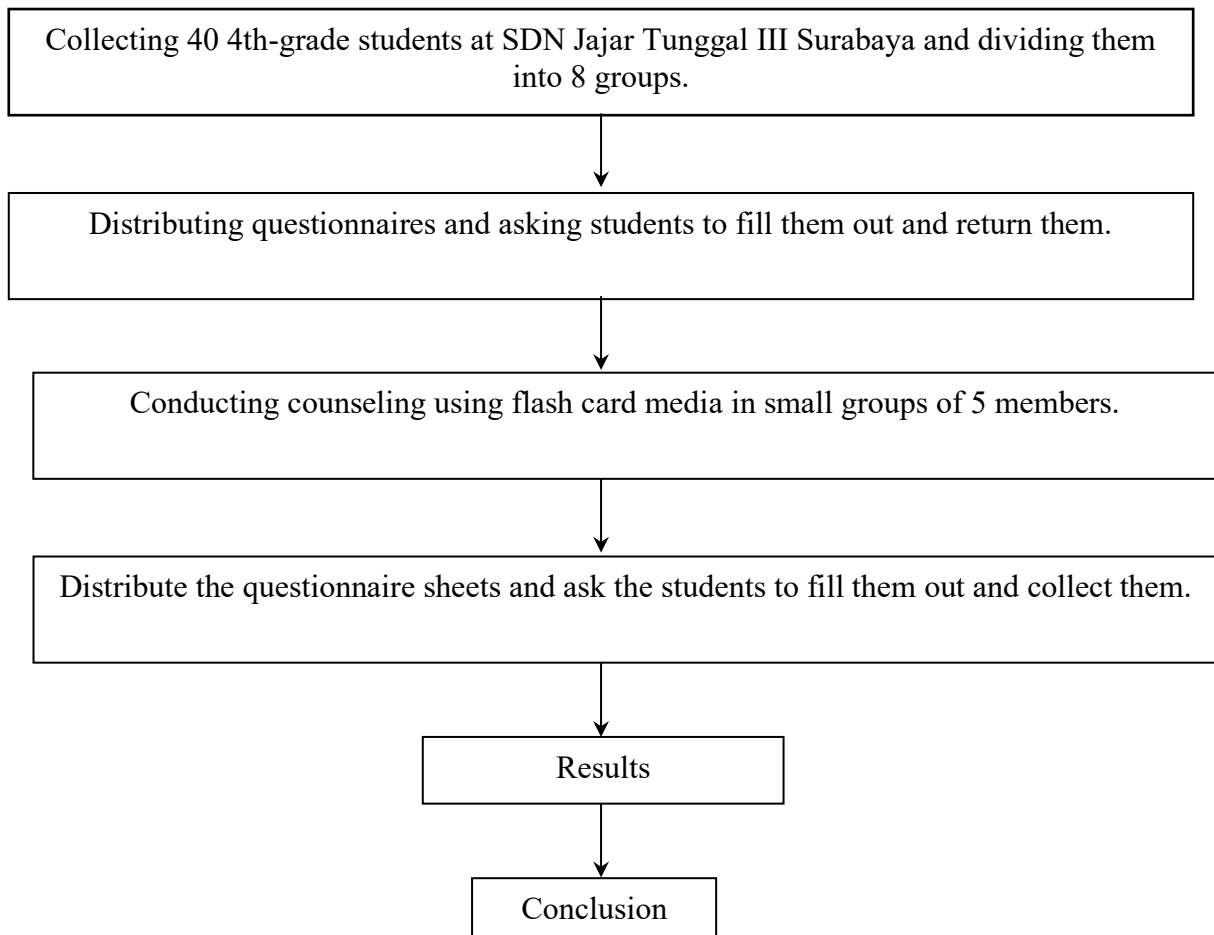 Collecting 40 4th-grade students at SDN Jajar Tunggal III Surabaya and dividing them
into 8 groups.
Distributing questionnaires and asking students to fill them out and return them.
Conducting counseling using flash card media in small groups of 5 members.
Distribute the questionnaire sheets and ask the students to fill them out and collect them.
Results
Conclusion